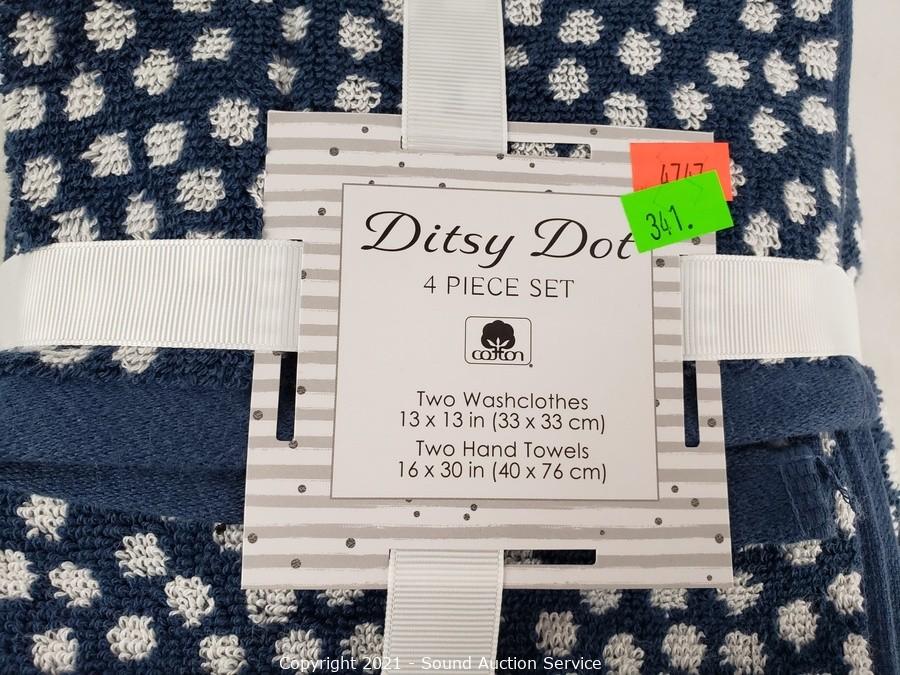 4747
341.
Ditsy Dot
4 PIECE SET
cotton
Two Washclothes
13 x 13 in (33 x 33 cm)
Two Hand Towels
16 x 30 in (40 x 76 cm)
Copyright 2021 - Sound Auction Service